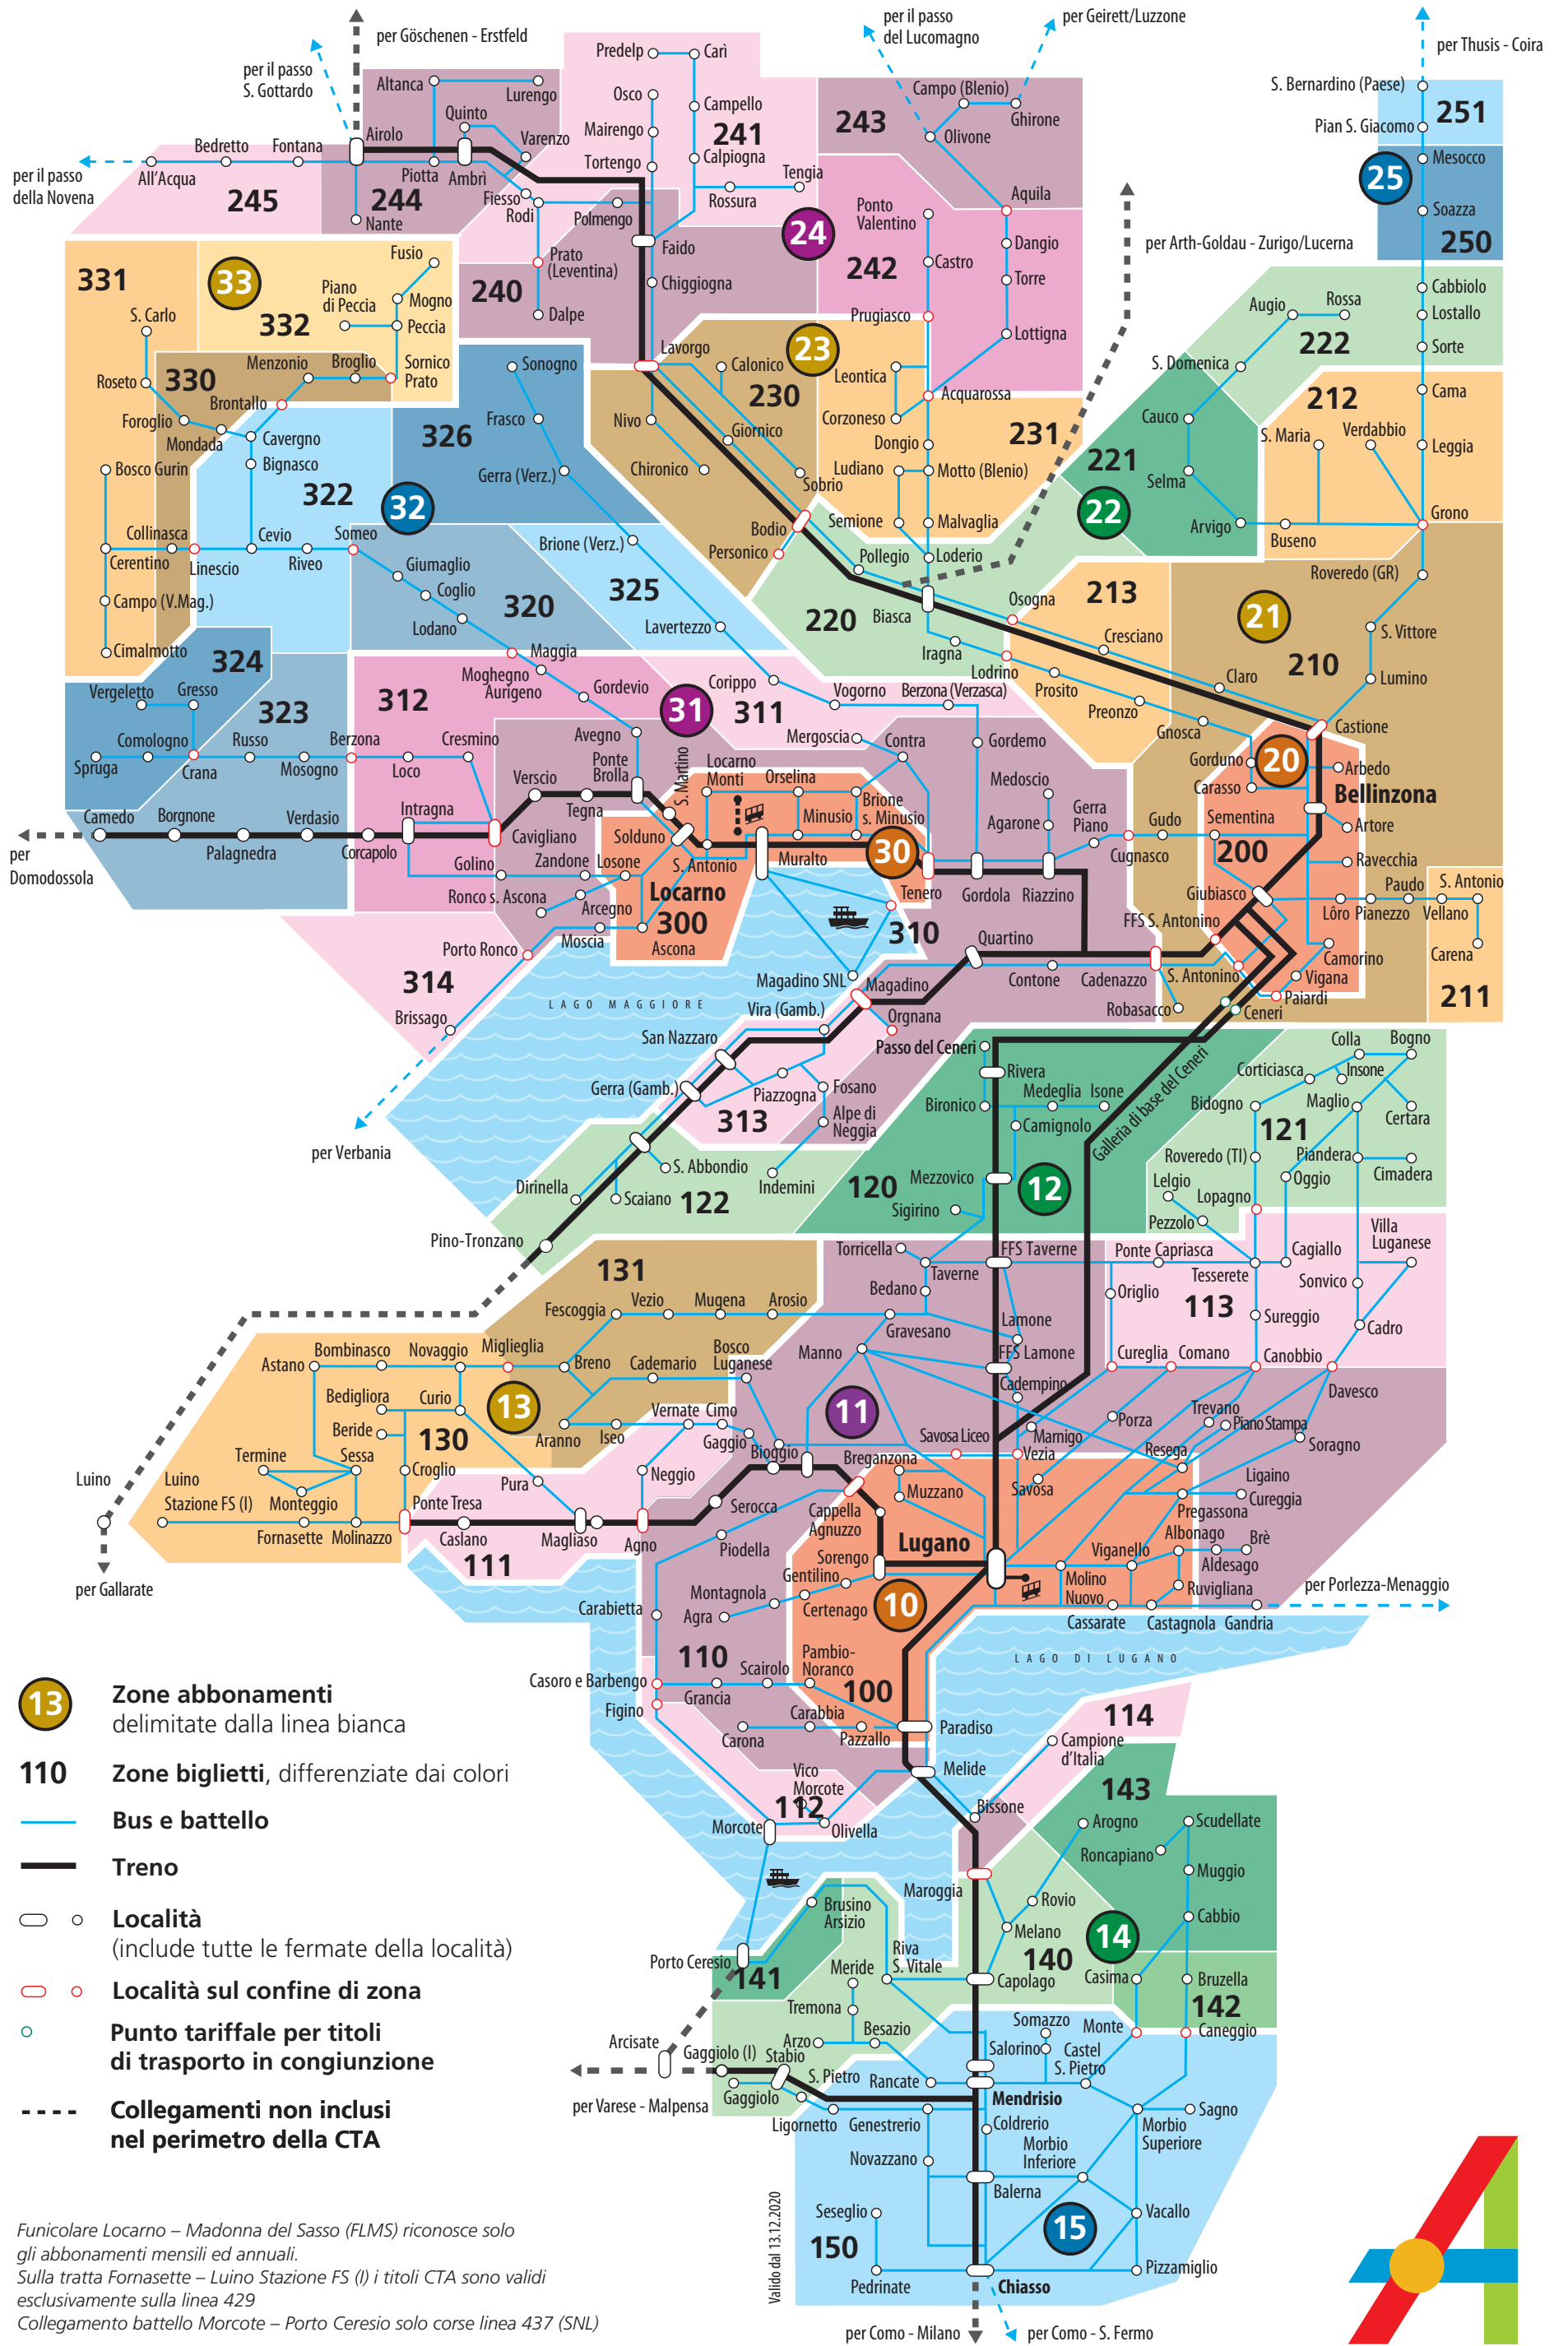 per Göschenen - Erstfeld
per il passo
S. Gottardo
per il passo
del Lucomagno
per Geirett/Luzzone
per Thusis - Coira
per il passo
della Novena
per Arth-Goldau - Zurigo/Lucerna
Predelp
Carì
Altanca
Lurengo
Osco
Campello
Quinto
Airolo
Varenzo
Mairengo
241
Calpiogna
Tortengo
Tengia
Rossura
Bedretto
Fontana
All'Acqua
Piotta
Ambrì
245
244
Nante
Fiesso
Rodi
Polmengo
Prato
(Leventina)
Faido
24
Chiggiogna
240
Dalpe
Lavorgo
243
Campo (Blenio)
Ghirone
Olivone
Aquila
Ponto
Valentino
Dangio
242
Castro
Torre
Prugiasco
Lottigna
S. Bernardino (Paese)
251
Pian S. Giacomo
Mesocco
25
Soazza
250
Cabbiolo
Lostallo
Sorte
Augio
Rossa
222
S. Domenica
331
33
Fusio
S. Carlo
Piano
di Peccia
Mogno
332
Peccia
Menzonio
Broglio
Sornico
Prato
Roseto
330
Brontallo
Foroglio
Mondada
Cavergno
Bosco Gurin
Bignasco
326
Sonogno
Frasco
Gerra (Verz.)
322
32
Collinasca
Cevio
Someo
Cerentino
Linescio
Riveo
Giumaglio
Campo (V.Mag.)
Coglio
320
Lodano
Cimalmotto
Maggia
Brione (Verz.)
325
Lavertezzo
23
Calonico
230
Leontica
Acquarossa
Nivo
Giornico
Corzoneso
Dongio
231
Chironico
Sobrio
Ludiano
Motto (Blenio)
Bodio
Semione
Malvaglia
Personico
Pollegio
Loderio
220
Biasca
Iragna
Osogna
213
Cresciano
Lodrino
Prosito
Claro
Preonzo
Gnosca
Cauco
221
Selma
22
Arvigo
Buseno
212
Cama
S. Maria
Verdabbio
Leggia
Grono
Roveredo (GR)
21
S. Vittore
210
Lumino
Castione
324
Vergeletto
Gresso
323
Comologno
Russo
Berzona
Spruga
Crana
Mosogno
Loco
Cresmino
312
Moghegno
Aurigeno
Gordevio
31
Avegno
Ponte
Brolla
Corippo
311
Vogorno
Berzona (Verzasca)
Mergoscia
Contra
Gordemo
Verscio
Tegna
S. Martino
Locarno
Monti
Orselina
Brione
s. Minusio
Minusio
Medoscio
Agarone
Gerra
Piano
Camedo
Borgnone
Verdasio
Intragna
Palagnedra
Corcapolo
Cavigliano
Solduno
S. Antonio
Muralto
30
Tenero
Gordola
Riazzino
Cugnasco
Gudo
Golino
Zandone
Losone
Locarno
300
Ronco s. Ascona
Arcegno
Moscia
Ascona
Porto Ronco
314
Brissago
per
Domodossola
per Verbania
LAGO MAGGIORE
310
Quartino
Contone
Cadenazzo
Magadino SNL
Magadino
Orgnana
Robasacco
Gorduno
20
Arbedo
Carasso
Bellinzona
Sementina
Artore
200
Ravecchia
Giubiasco
Paudo
S. Antonio
Lôro
Pianezzo
Vellano
FFS S. Antonino
Camorino
Carena
S. Antonino
Vigana
Paiardi
211
Ceneri
Vira (Gamb.)
San Nazzaro
Gerra (Gamb.)
Piazzogna
Fosano
313
Alpe di
Neggia
S. Abbondio
Indemini
Dirinella
Scaiano
122
Pino-Tronzano
Passo del Ceneri
Rivera
Bironico
Medeglia
Isone
Camignolo
Galleria di base del Ceneri
Mezzovico
120
12
Sigirino
Colla
Bogno
Corticiasca
Insone
Bidogno
Maglio
Certara
121
Roveredo (TI)
Piandera
Cimadera
Lelgio
Oggio
Lopagno
Pezzolo
Villa
Luganese
131
Torricella
FFS Taverne
Ponte Capriasca
Cagiallo
Taverne
Tesserete
Sonvico
Bedano
Origlio
113
Fescoggia
Vezio
Mugena
Arosio
Gravesano
Lamone
Sureggio
Cadro
Bombinasco
Novaggio
Miglieglia
Bosco
Luganese
Manno
FFS Lamone
Cureglia
Comano
Canobbio
Astano
Breno
Cademario
Cadempino
Davesco
Bedigliora
Curio
13
11
Beride
130
Aranno
Iseo
Vernate
Cimo
Gaggio
Porza
Trevano
Piano Stampa
Savosa Liceo
Marnigo
Vezia
Resega
Soragno
Termine
Sessa
Croglio
Bioggio
Breganzona
Luino
Luino
Stazione FS (I)
Monteggio
Pura
Neggio
Muzzano
Savosa
Ligaino
Cureggia
Ponte Tresa
Serocca
Cappella
Agnuzzo
Pregassona
Fornasette
Molinazzo
Caslano
Magliaso
Agno
Lugano
Albonago
Brè
111
Piodella
Sorengo
Viganello
Aldesago
per Gallarate
Gentilino
Molino
Nuovo
Ruvigliana
Montagnola
Certenago
10
Carabietta
Agra
Cassarate
Castagnola
Gandria
per Porlezza-Menaggio
LAGO DI LUGANO
110
Pambio-
Noranco
Scairolo
Casoro e Barbengo
Grancia
100
Figino
Carabbia
Paradiso
Carona
Pazzallo
Melide
Vico
Morcote
112
Morcote
Olivella
Bissone
114
Campione
d'Italia
143
Arogno
Scudellate
Roncapiano
Muggio
Maroggia
Rovio
Cabbio
Melano
14
140
Brusino
Arsizio
Riva
S. Vitale
Porto Ceresio
141
Meride
Capolago
Casima
Bruzella
Tremona
142
Somazzo
Monte
Caneggio
Arzo
Besazio
Salorino
Castel
S. Pietro
Arcisate
Gaggiolo (I)
Stabio
S. Pietro
Rancate
Mendrisio
Gaggiolo
per Varese - Malpensa
Ligornetto
Genestrerio
Coldrerio
Morbio
Superiore
Sagno
Novazzano
Morbio
Inferiore
Balerna
Seseglio
15
Vacallo
150
Pedrinate
Chiasso
Pizzamiglio
per Como - Milano
per Como - S. Fermo
Valido dal 13.12.2020
13
Zone abbonamenti
delimitate dalla linea bianca
110
Zone biglietti, differenziate dai colori
Bus e battello
Treno
Località
(include tutte le fermate della località)
Località sul confine di zona
Punto tariffale per titoli
di trasporto in congiunzione
Collegamenti non inclusi
nel perimetro della CTA
Funicolare Locarno – Madonna del Sasso (FLMS) riconosce solo
gli abbonamenti mensili ed annuali.
Sulla tratta Fornasette – Luino Stazione FS (I) i titoli CTA sono validi
esclusivamente sulla linea 429
Collegamento battello Morcote – Porto Ceresio solo corse linea 437 (SNL)